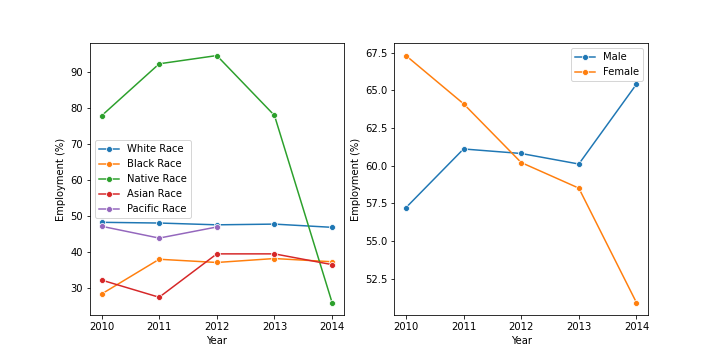 90
80
70
60
50
40
30
Employment (%)
White Race
Black Race
Native Race
Asian Race
Pacific Race
2010 2011 2012 2013 2014
Year
67.5
65.0
62.5
60.0
57.5
55.0
52.5
Employment (%)
Male
Female
2010 2011 2012 2013 2014
Year